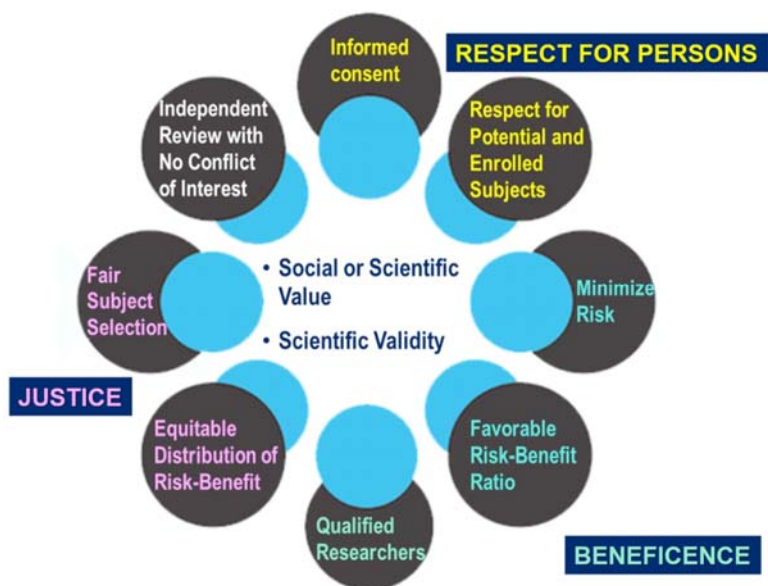 Informed
consent
RESPECT FOR PERSONS
Independent
Review with
No Conflict
of Interest
Respect for
Potential and
Enrolled
Subjects
Fair
Subject
Selection
• Social or Scientific
Value
• Scientific Validity
Minimize
Risk
JUSTICE
Equitable
Distribution of
Risk-Benefit
Favorable
Risk-Benefit
Ratio
Qualified
Researchers
BENEFICENCE